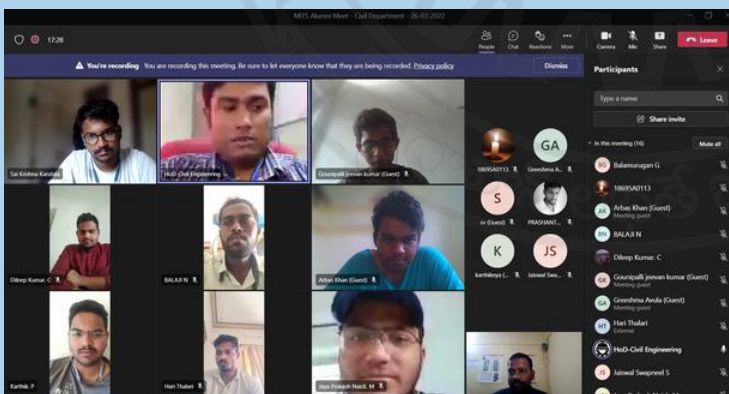 MITS Alumni Meet - Civil Department - 26-03-2022
17:28
People
Chat
Reactions
More
Camera
Mic
Share
Leave
You're recording You are recording this meeting. Be sure to let everyone know that they are being recorded. Privacy policy
Dismiss
Sai Krishna Kandula
HoD-Civil Engineering
Gounipalli jeevan kumar (Guest)
18695A0113
GA
Greeshma A...
S
sv (Guest)
PRASHANT...
K
karthikeya (...
JS
Jaiswal Swa...
Dileep Kumar. C
BALAJI N
Arbas Khan (Guest)
Karthik. P
Hari Thalari
Jaya Prakash Naick. M
Participants
Type a name
Share invite
In this meeting (16)
Mute all
BG
Balamurugan G
18695A0113
AK
Arbas Khan (Guest)
Meeting guest
BN
BALAJI N
Dileep Kumar. C
GK
Gounipalli jeevan kumar (Guest)
Meeting guest
GA
Greeshma Avula (Guest)
Meeting guest
HT
Hari Thalari
External
HoD-Civil Engineering
JS
Jaiswal Swapneel S